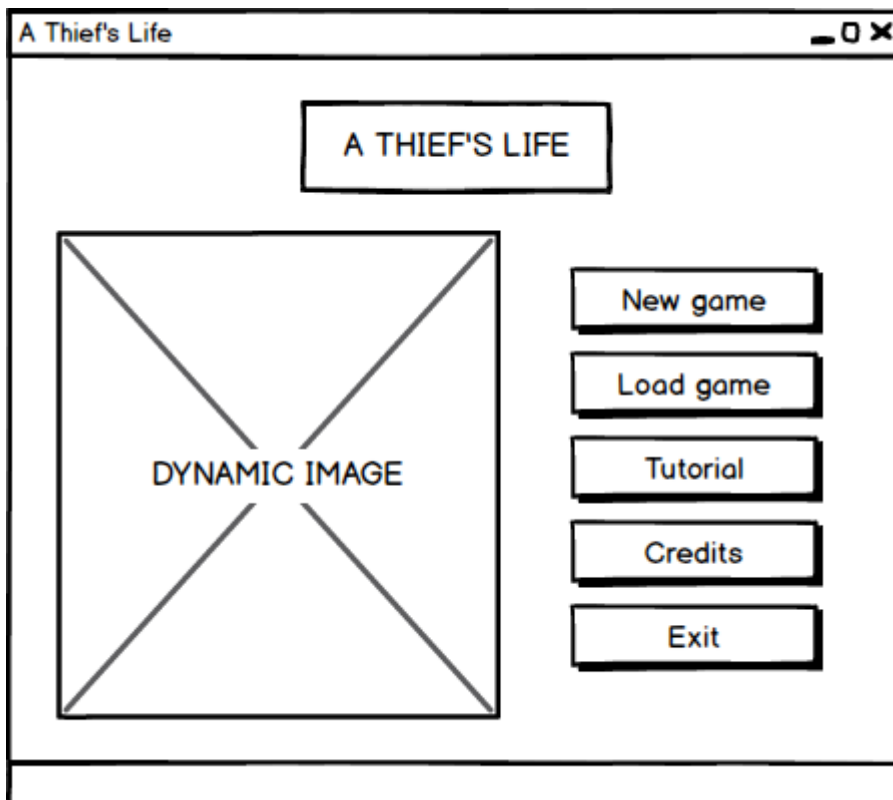 A Thief's Life
A THIEF'S LIFE
DYNAMIC IMAGE
New game
Load game
Tutorial
Credits
Exit